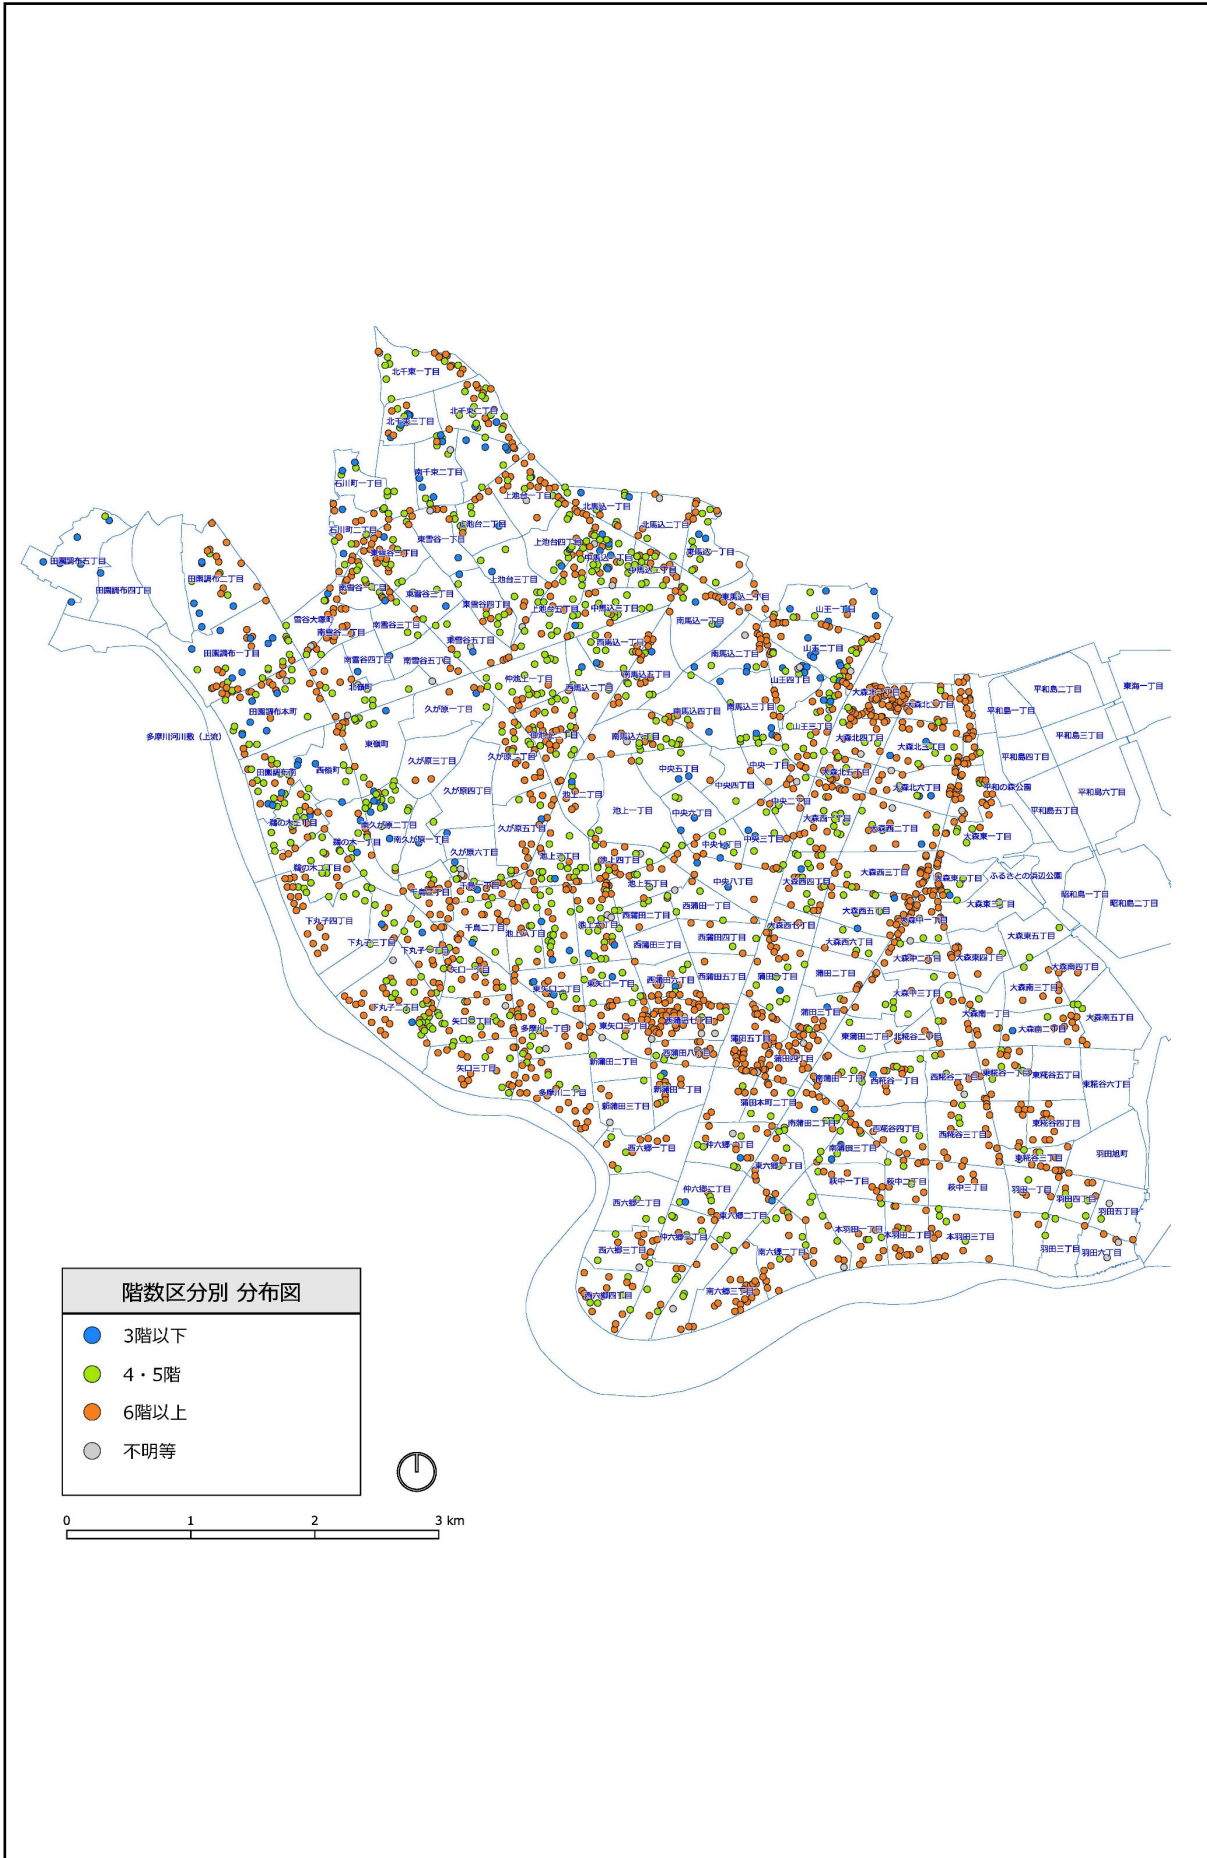 北千束一丁目
北千束二丁目
北千束三丁目
南千束二丁目
石川町一丁目
上池台一丁目
北馬込一丁目
北馬込二丁目
石川町二丁目
上池台二丁目
東雪谷一丁目
上池台四丁目
東雪谷二丁目
中馬込一丁目
東馬込一丁目
田園調布五丁目
中馬込二丁目
田園調布二丁目
上池台三丁目
田園調布四丁目
南雪谷一丁目
東雪谷三丁目
東馬込二丁目
東雪谷四丁目
上池台五丁目
中馬込三丁目
山王一丁目
雪谷大塚町
南雪谷三丁目
南馬込一丁目
南雪谷二丁目
東雪谷五丁目
西馬込一丁目
山王二丁目
田園調布一丁目
南馬込二丁目
南雪谷四丁目
南雪谷五丁目
南馬込五丁目
仲池上一丁目
山王四丁目
北嶺町
西馬込二丁目
平和島二丁目
東海一丁目
大森北一丁目
大森北二丁目
田園調布本町
久が原一丁目
南馬込四丁目
南馬込三丁目
平和島一丁目
山王三丁目
多摩川河川敷（上流）
仲池上二丁目
南馬込六丁目
大森北四丁目
平和島三丁目
東嶺町
大森北三丁目
久が原二丁目
平和島四丁目
久が原三丁目
中央五丁目
中央一丁目
西嶺町
田園調布南
大森北五丁目
中央四丁目
大森北六丁目
平和の森公園
久が原四丁目
池上二丁目
平和島六丁目
中央二丁目
池上一丁目
中央六丁目
平和島五丁目
大森西一丁目
鵜の木三丁目
南久が原二丁目
久が原五丁目
大森西二丁目
大森東一丁目
鵜の木一丁目
南久が原一丁目
中央三丁目
中央七丁目
久が原六丁目
池上三丁目
池上四丁目
鵜の木二丁目
大森西三丁目
ふるさとの浜辺公園
大森東二丁目
中央八丁目
大森西四丁目
千鳥一丁目
池上五丁目
千鳥三丁目
昭和島一丁目
昭和島二丁目
大森東三丁目
西蒲田一丁目
大森西五丁目
下丸子四丁目
西蒲田二丁目
大森中一丁目
千鳥二丁目
池上六丁目
大森西七丁目
池上八丁目
大森東五丁目
西蒲田四丁目
下丸子三丁目
大森西六丁目
西蒲田三丁目
下丸子一丁目
大森中二丁目
大森東四丁目
矢口一丁目
大森南四丁目
蒲田二丁目
西蒲田五丁目
蒲田一丁目
西蒲田六丁目
東矢口一丁目
東矢口二丁目
大森南三丁目
大森中三丁目
下丸子二丁目
蒲田三丁目
大森南一丁目
大森南五丁目
矢口二丁目
西蒲田七丁目
多摩川一丁目
東矢口三丁目
大森南二丁目
蒲田五丁目
東蒲田二丁目
北糀谷二丁目
西蒲田八丁目
蒲田四丁目
新蒲田二丁目
矢口三丁目
東糀谷一丁目
東糀谷五丁目
西糀谷二丁目
南蒲田一丁目
西糀谷一丁目
東糀谷六丁目
多摩川二丁目
新蒲田一丁目
蒲田本町二丁目
新蒲田三丁目
南蒲田二丁目
東糀谷四丁目
西糀谷四丁目
西糀谷三丁目
仲六郷一丁目
西六郷一丁目
南蒲田三丁目
羽田旭町
東糀谷三丁目
東六郷一丁目
萩中一丁目
萩中二丁目
萩中三丁目
羽田一丁目
仲六郷二丁目
羽田四丁目
西六郷二丁目
羽田五丁目
東六郷二丁目
本羽田一丁目
本羽田二丁目
仲六郷三丁目
本羽田三丁目
西六郷三丁目
南六郷二丁目
羽田三丁目
羽田六丁目
南六郷三丁目
西六郷四丁目
階数区分別 分布図
3階以下
4・5階
6階以上
不明等
0 1 2 3 km